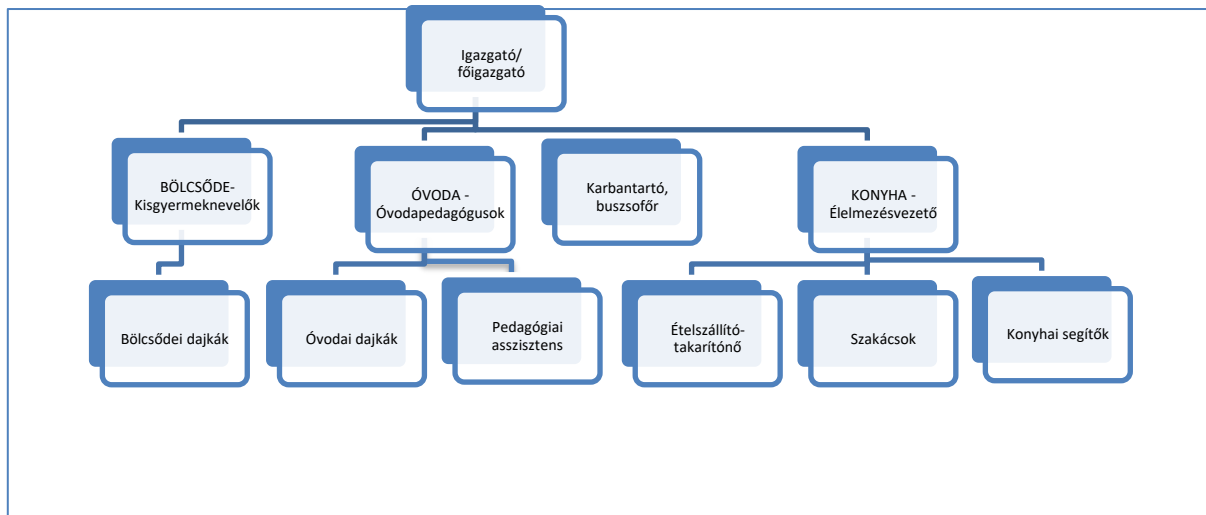 Igazgató/
főigazgató
BÖLCSŐDE-
Kisgyermeknevelők
ÓVODA -
Óvodapedagógusok
Karbantartó,
buszsofőr
KONYHA -
Élelmezésvezető
Bölcsődei dajkák
Óvodai dajkák
Pedagógiai
asszisztens
Ételszállító-
takarítónő
Szakácsok
Konyhai segítők